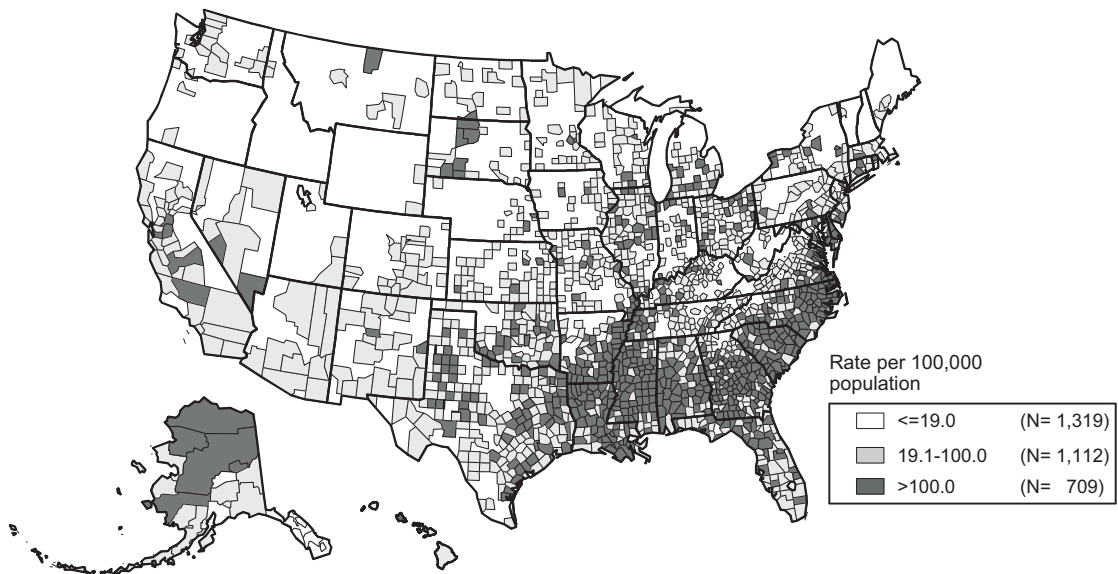 Rate per 100,000
population
<=19.0 (N= 1,319)
19.1-100.0 (N= 1,112)
>100.0 (N= 709)